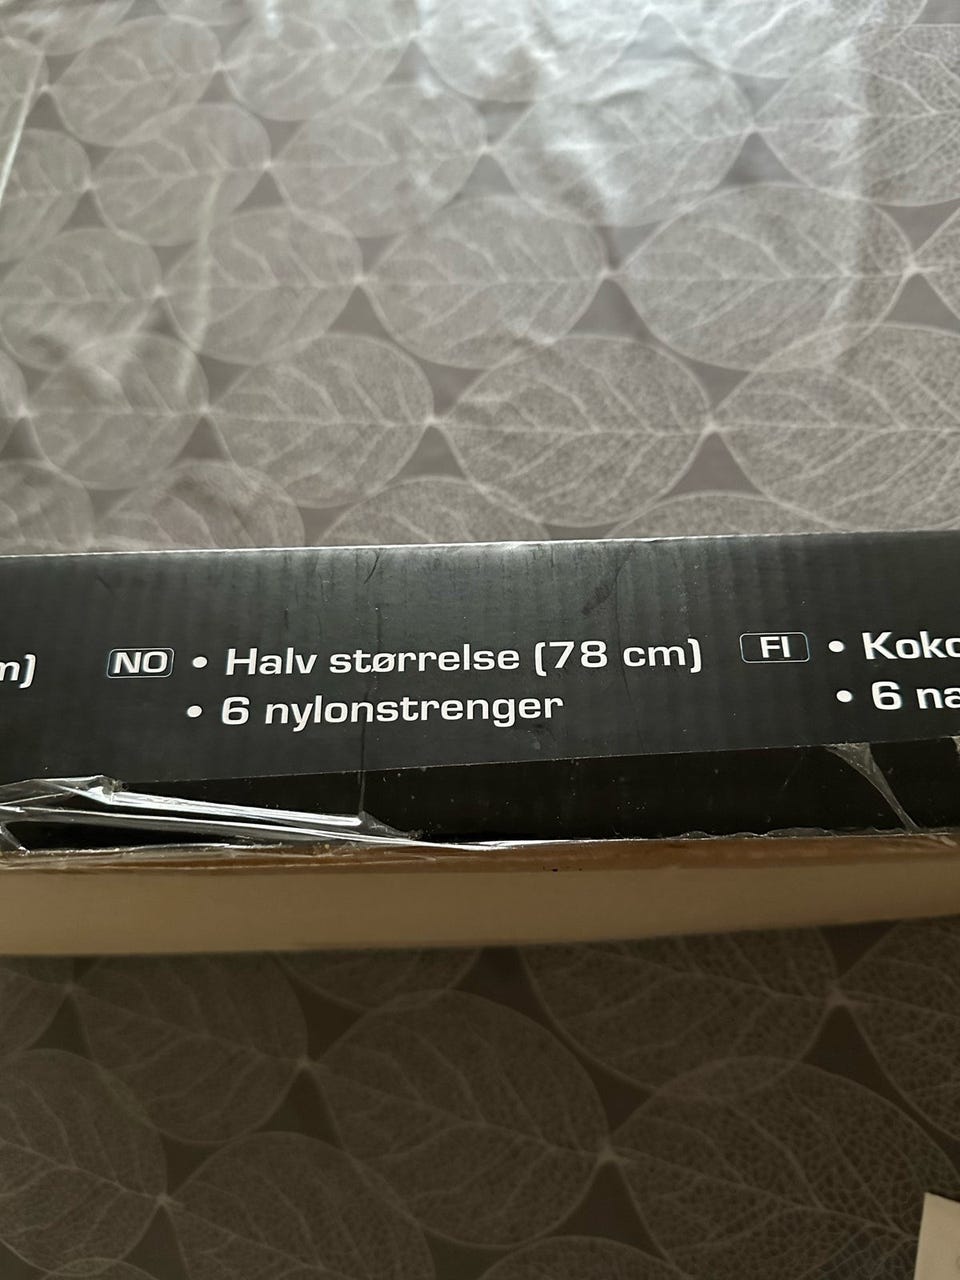 m)
NO • Halv størrelse (78 cm)
• 6 nylonstrenger
FI • Koko
• 6 na